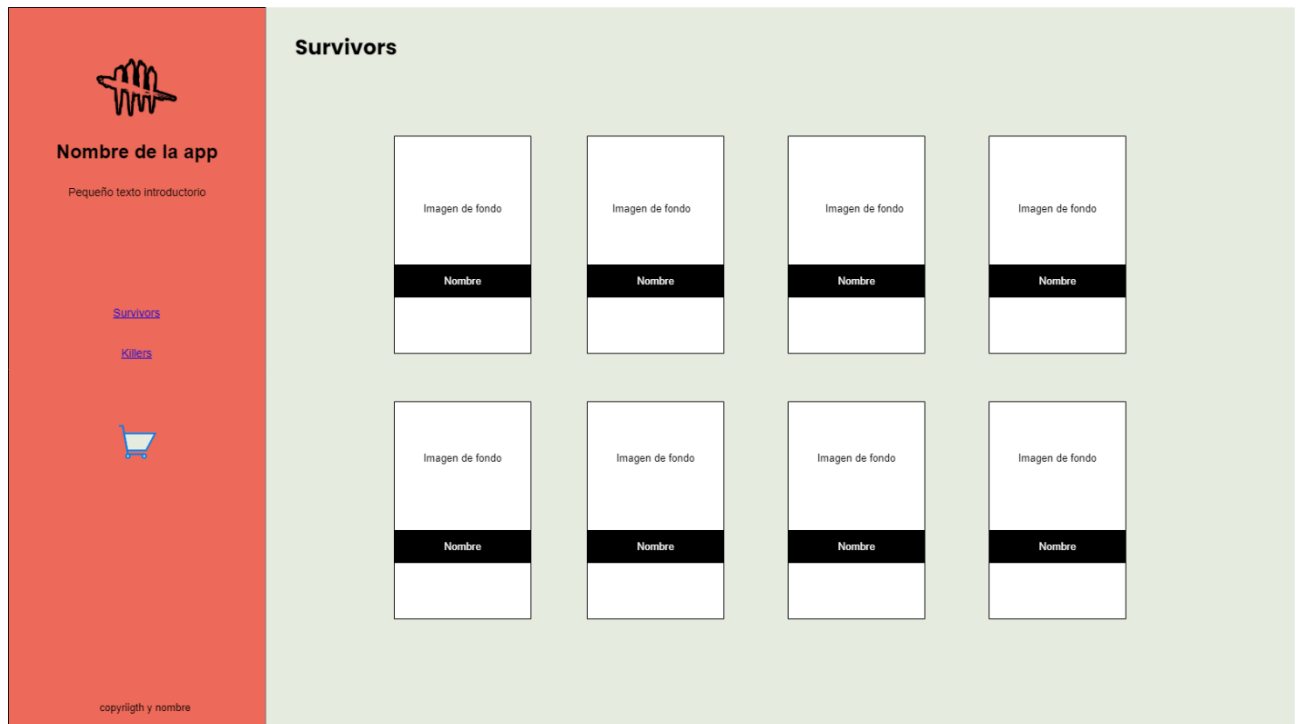 Survivors
Nombre de la app
Pequeño texto introductorio
Survivors
Killers
copyriigth y nombre
Imagen de fondo
Imagen de fondo
Imagen de fondo
Imagen de fondo
Nombre
Nombre
Nombre
Nombre
Imagen de fondo
Imagen de fondo
Imagen de fondo
Imagen de fondo
Nombre
Nombre
Nombre
Nombre